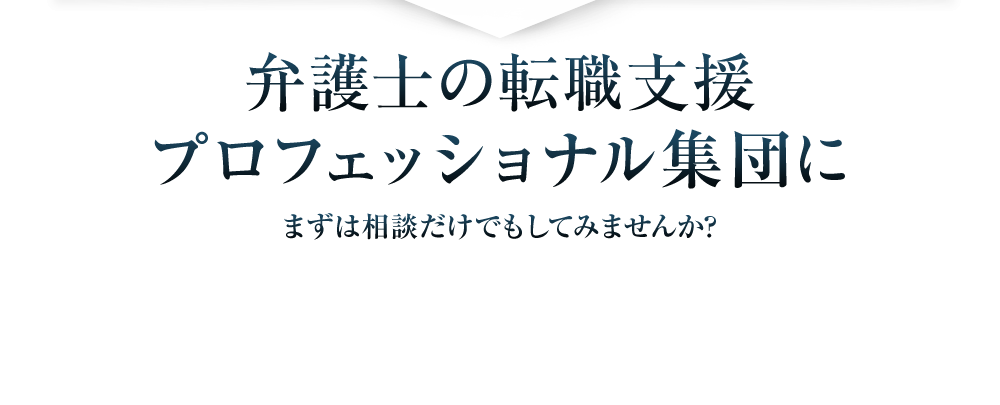 弁護士の転職支援
プロフェッショナル集団に
まずは相談だけでもしてみませんか?